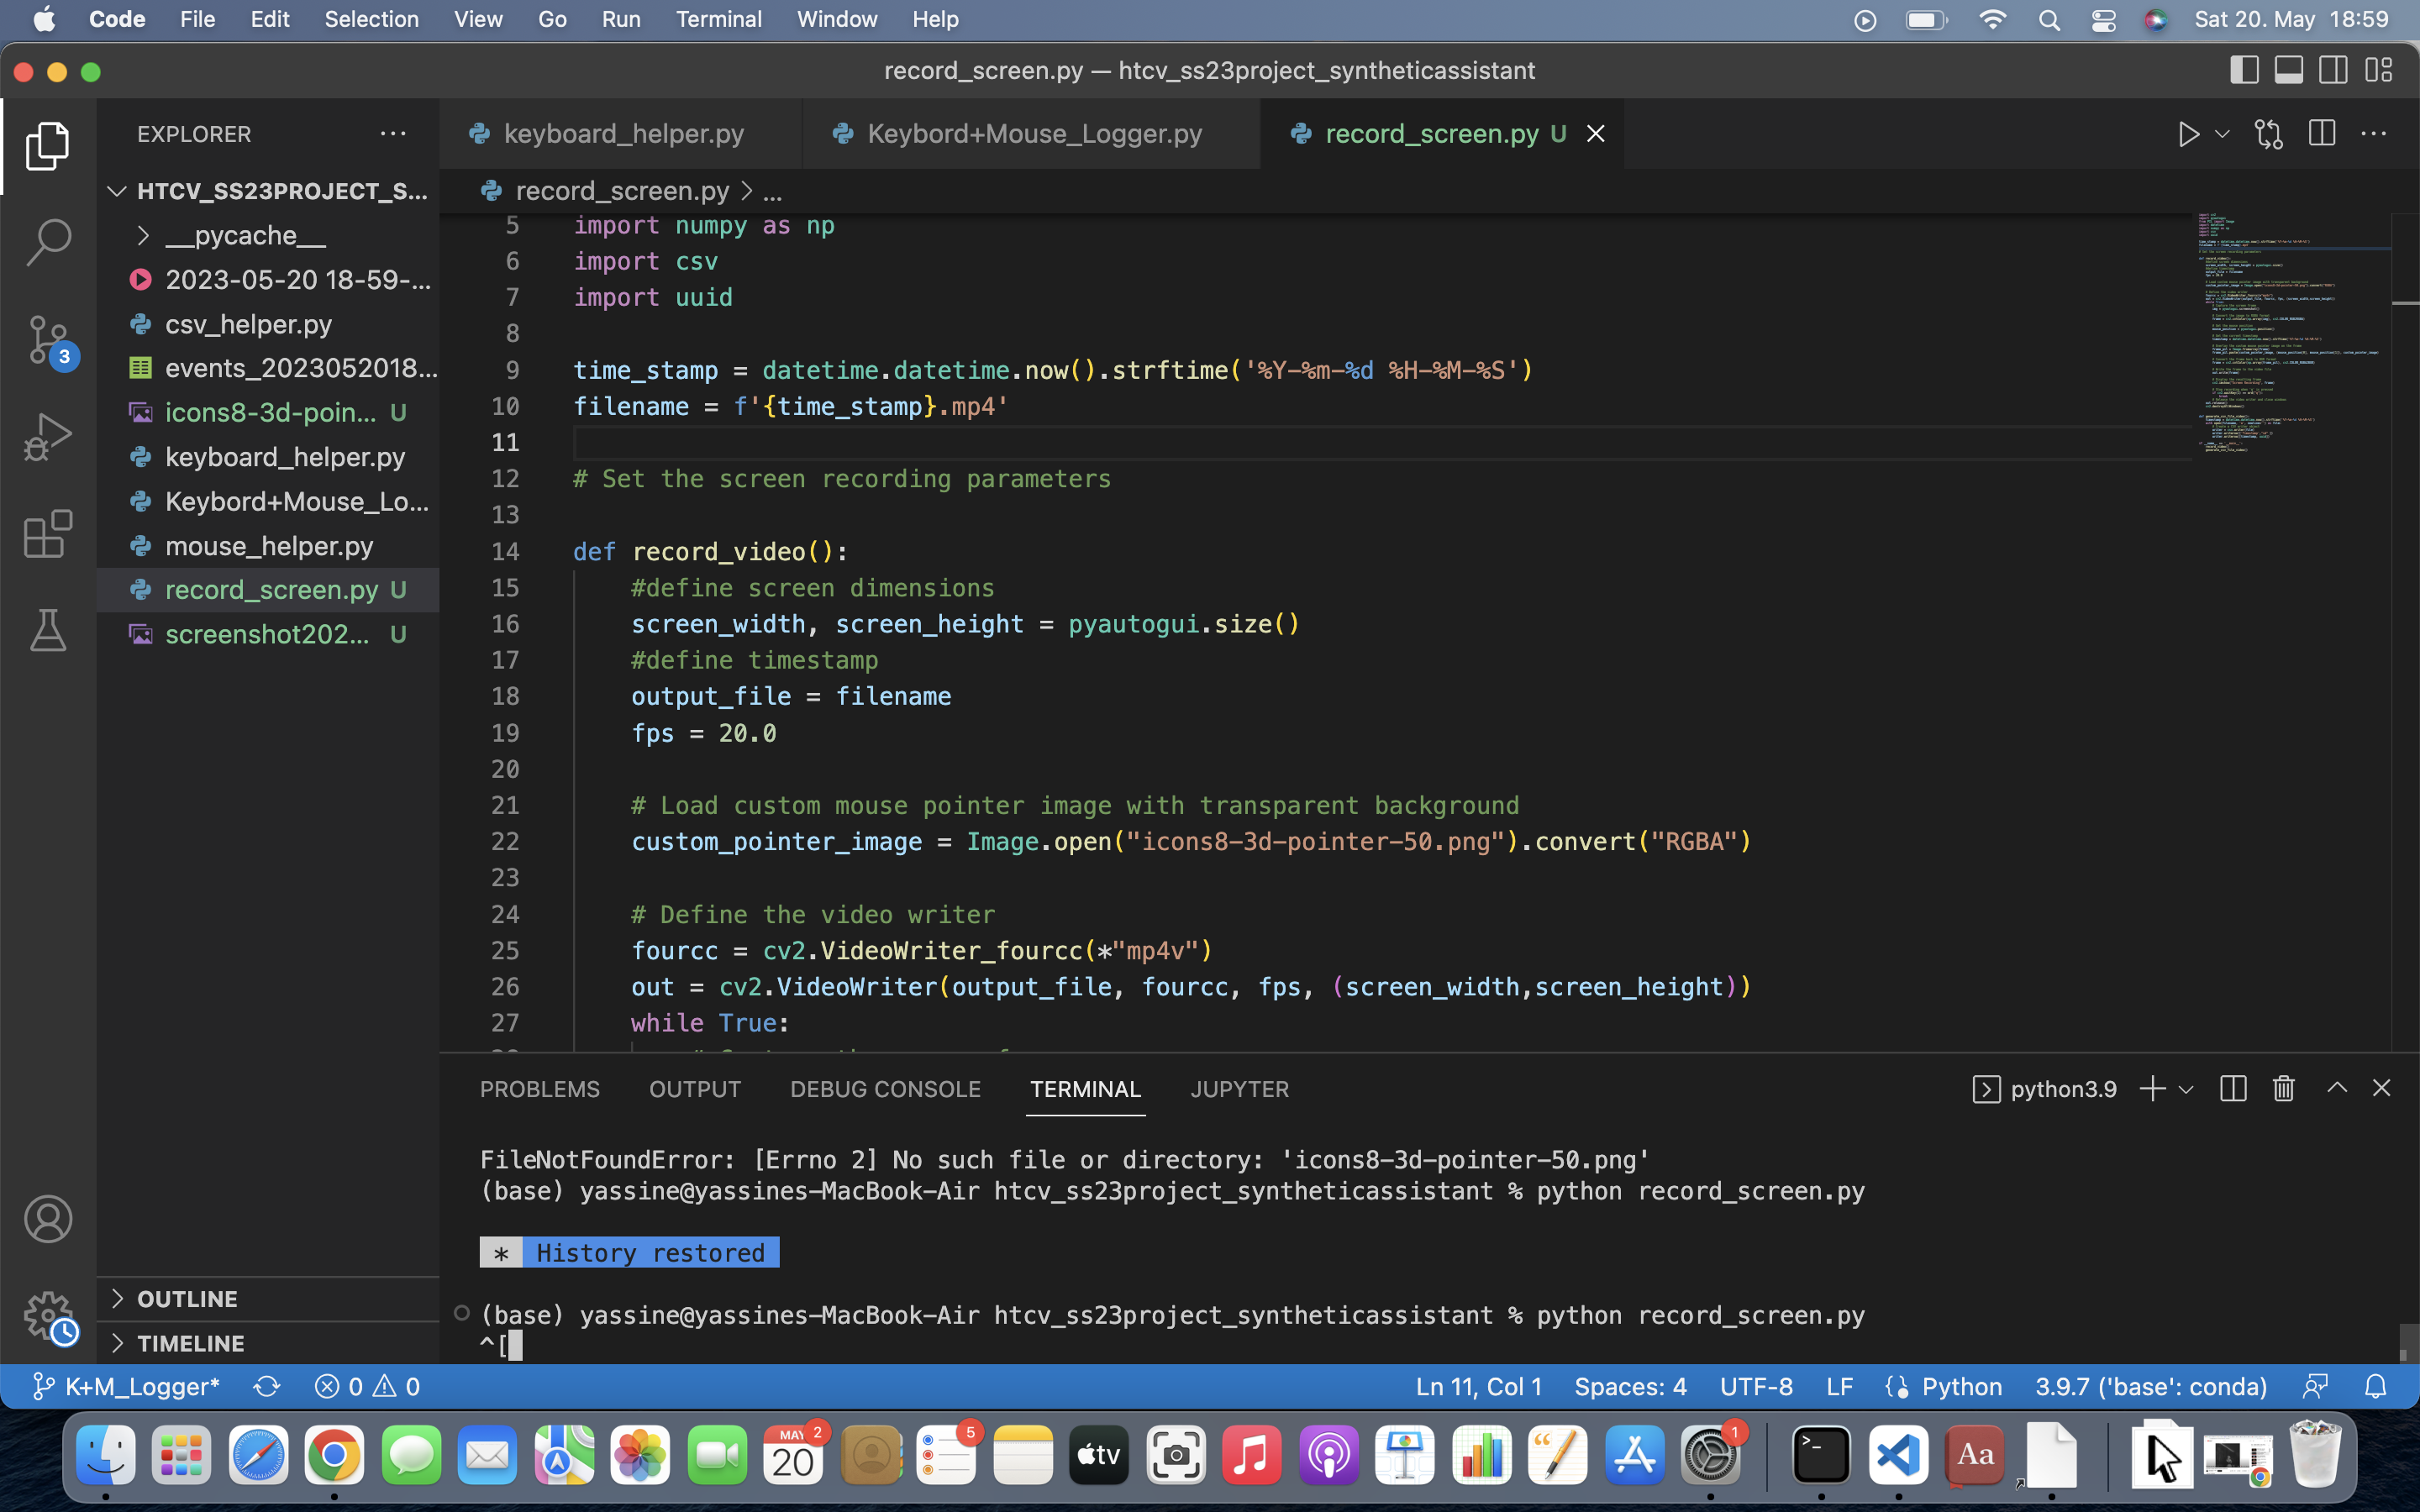 Code File Edit Selection View Go Run Terminal Window Help Sat 20. May 18:59
record_screen.py — htcv_ss23project_syntheticassistant
EXPLORER
keyboard_helper.py
Keybord+Mouse_Logger.py
record_screen.py U
HTCV_SS23PROJECT_S...
__pycache__
2023-05-20 18-59-...
csv_helper.py
events_2023052018...
icons8-3d-poin... U
keyboard_helper.py
Keybord+Mouse_Lo...
mouse_helper.py
record_screen.py U
screenshot202... U
OUTLINE
TIMELINE
3
record_screen.py > ...
5 import numpy as np
6 import csv
7 import uuid
8
9 time_stamp = datetime.datetime.now().strftime('%Y-%m-%d %H-%M-%S')
10 filename = f'{time_stamp}.mp4'
11
12 # Set the screen recording parameters
13
14 def record_video():
15 #define screen dimensions
16 screen_width, screen_height = pyautogui.size()
17 #define timestamp
18 output_file = filename
19 fps = 20.0
20
21 # Load custom mouse pointer image with transparent background
22 custom_pointer_image = Image.open("icons8-3d-pointer-50.png").convert("RGBA")
23
24 # Define the video writer
25 fourcc = cv2.VideoWriter_fourcc(*"mp4v")
26 out = cv2.VideoWriter(output_file, fourcc, fps, (screen_width,screen_height))
27 while True:
PROBLEMS OUTPUT DEBUG CONSOLE TERMINAL JUPYTER python3.9
FileNotFoundError: [Errno 2] No such file or directory: 'icons8-3d-pointer-50.png'
(base) yassine@yassines-MacBook-Air htcv_ss23project_syntheticassistant % python record_screen.py
* History restored
(base) yassine@yassines-MacBook-Air htcv_ss23project_syntheticassistant % python record_screen.py
^[
K+M_Logger* 0 0 Ln 11, Col 1 Spaces: 4 UTF-8 LF Python 3.9.7 ('base': conda)
MAY 2
20
5
tv
1
>_
Aa